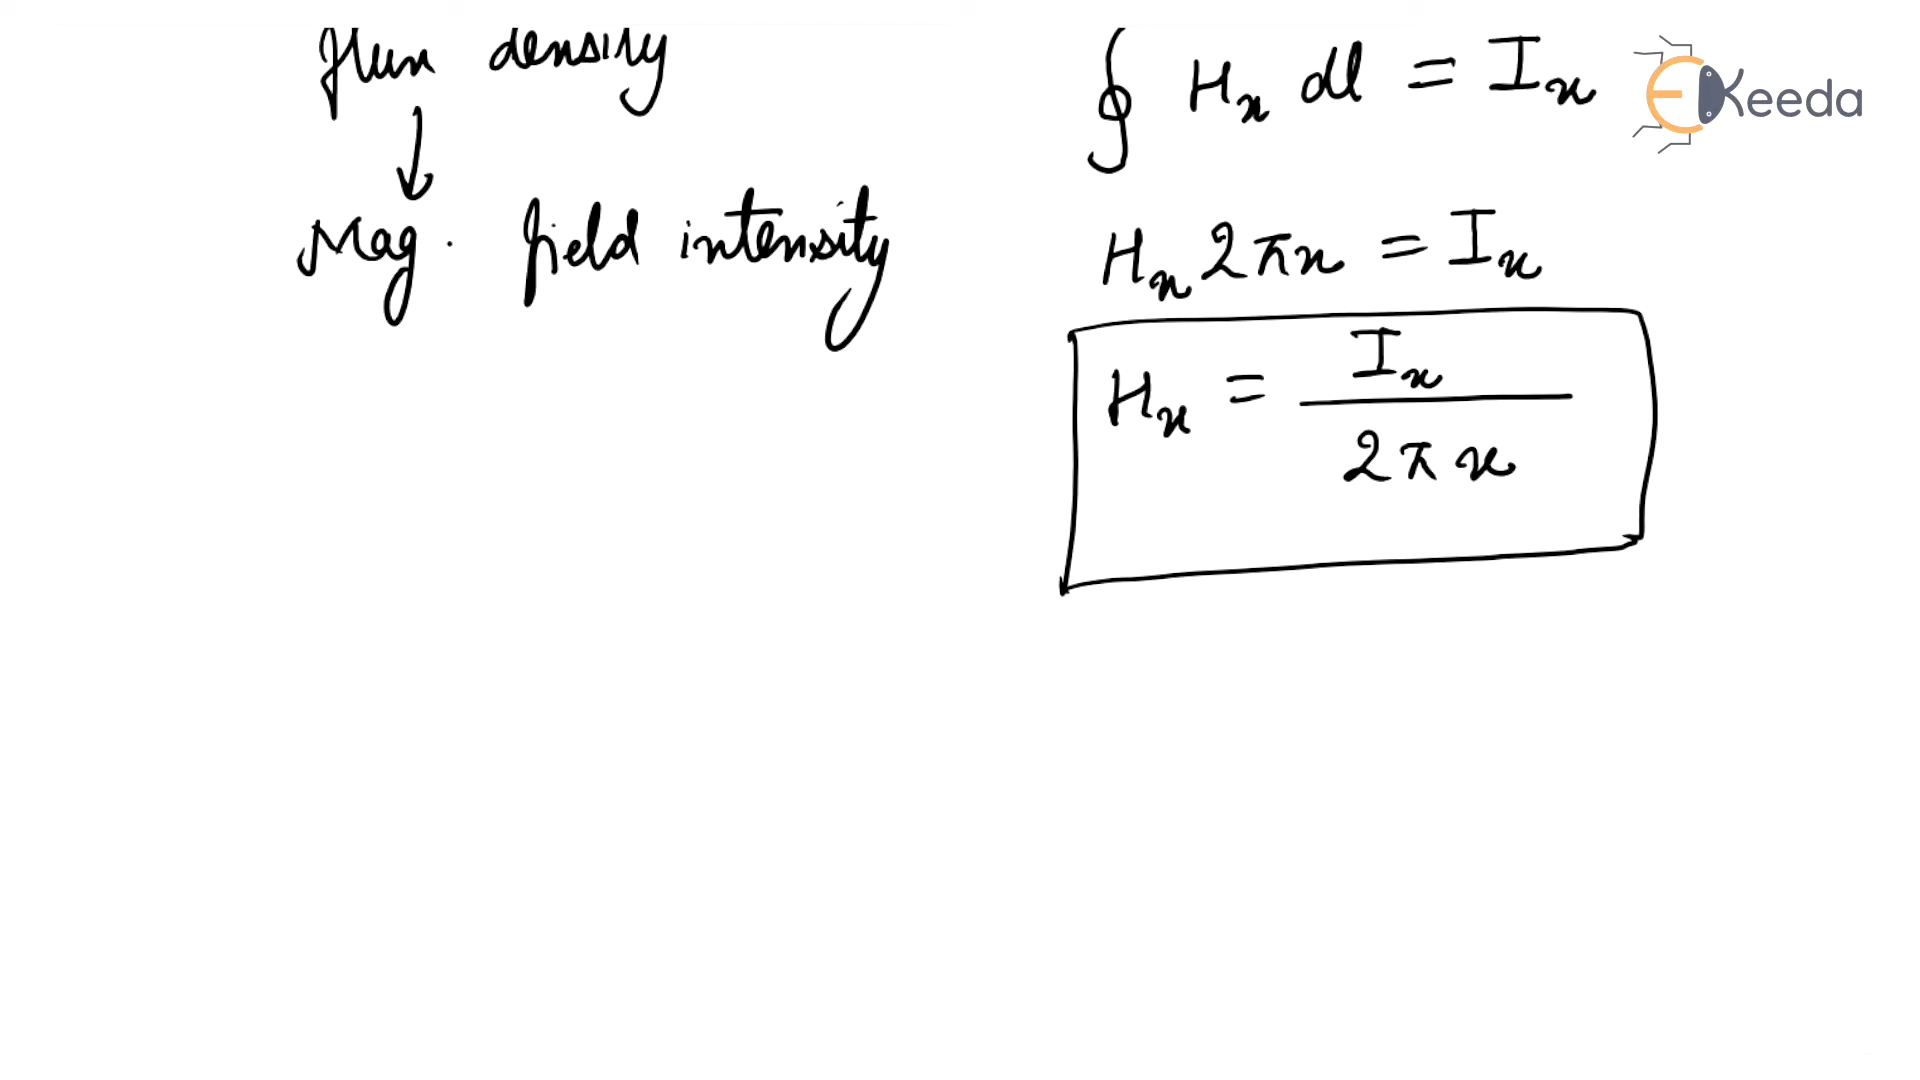 flux density
↓
Mag. field intensity
∮ Hx dl = Ix
Hx 2πx = Ix
Hx = Ix / 2πx
EKeeda